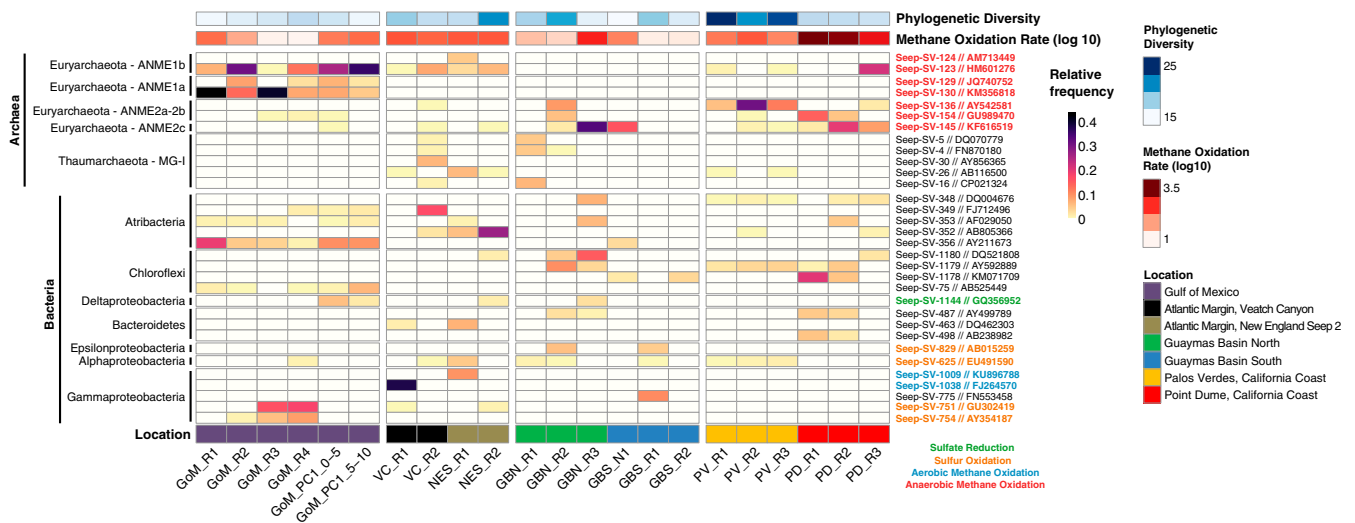 Phylogenetic Diversity
Methane Oxidation Rate (log 10)
Archaea
Euryarchaeota - ANME1b
Euryarchaeota - ANME1a
Euryarchaeota - ANME2a-2b
Euryarchaeota - ANME2c
Thaumarchaeota - MG-I
Bacteria
Atribacteria
Chloroflexi
Deltaproteobacteria
Bacteroidetes
Epsilonproteobacteria
Alphaproteobacteria
Gammaproteobacteria
Location
Seep-SV-124 // AM713449
Seep-SV-123 // HM601276
Seep-SV-129 // JQ740752
Seep-SV-130 // KM356818
Seep-SV-136 // AY542581
Seep-SV-154 // GU989470
Seep-SV-145 // KF616519
Seep-SV-5 // DQ070779
Seep-SV-4 // FN870180
Seep-SV-30 // AY856365
Seep-SV-26 // AB116500
Seep-SV-16 // CP021324
Seep-SV-348 // DQ004676
Seep-SV-349 // FJ712496
Seep-SV-353 // AF029050
Seep-SV-352 // AB805366
Seep-SV-356 // AY211673
Seep-SV-1180 // DQ521808
Seep-SV-1179 // AY592889
Seep-SV-1178 // KM071709
Seep-SV-75 // AB525449
Seep-SV-1144 // GQ356952
Seep-SV-487 // AY499789
Seep-SV-463 // DQ462303
Seep-SV-498 // AB238982
Seep-SV-829 // AB015259
Seep-SV-625 // EU491590
Seep-SV-1009 // KU896788
Seep-SV-1038 // FJ264570
Seep-SV-775 // FN553458
Seep-SV-751 // GU302419
Seep-SV-754 // AY354187
GoM_R1
GoM_R2
GoM_R3
GoM_R4
GoM_PC1_0–5
GoM_PC1_5–10
VC_R1
VC_R2
NES_R1
NES_R2
GBN_R1
GBN_R2
GBN_R3
GBS_N1
GBS_R1
GBS_R2
PV_R1
PV_R2
PV_R3
PD_R1
PD_R2
PD_R3
Sulfate Reduction
Sulfur Oxidation
Aerobic Methane Oxidation
Anaerobic Methane Oxidation
Relative
frequency
0.4
0.3
0.2
0.1
0
Phylogenetic
Diversity
25
15
Methane Oxidation
Rate (log10)
3.5
1
Location
Gulf of Mexico
Atlantic Margin, Veatch Canyon
Atlantic Margin, New England Seep 2
Guaymas Basin North
Guaymas Basin South
Palos Verdes, California Coast
Point Dume, California Coast